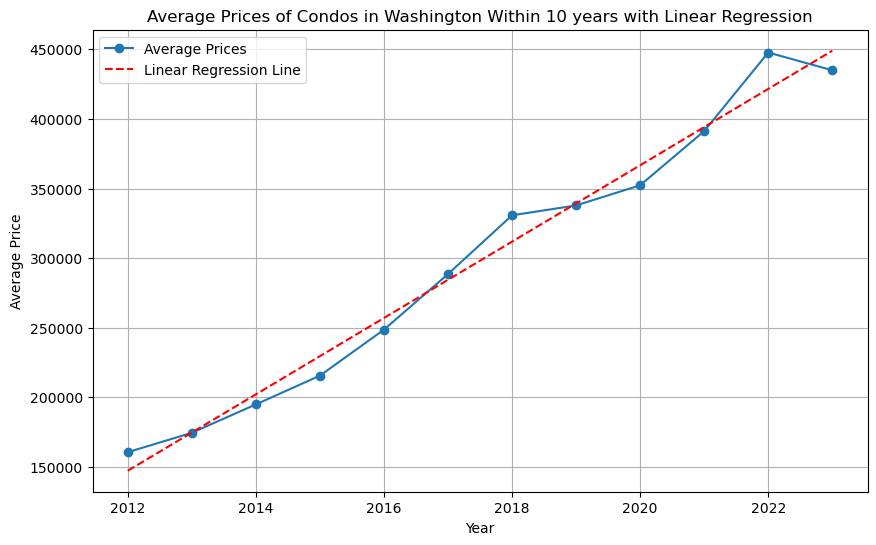 Average Prices of Condos in Washington Within 10 years with Linear Regression
Average Prices
Linear Regression Line
450000
400000
350000
300000
250000
200000
150000
Average Price
2012 2014 2016 2018 2020 2022
Year